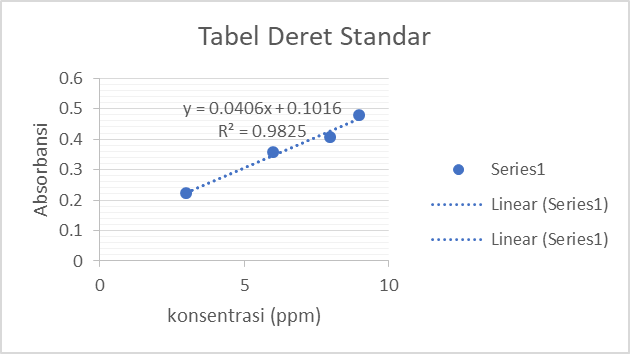 Tabel Deret Standar
0.6
0.5
0.4
0.3
0.2
0.1
0
Absorbansi
y = 0.0406x + 0.1016
R² = 0.9825
0
5
10
konsentrasi (ppm)
Series1
Linear (Series1)
Linear (Series1)